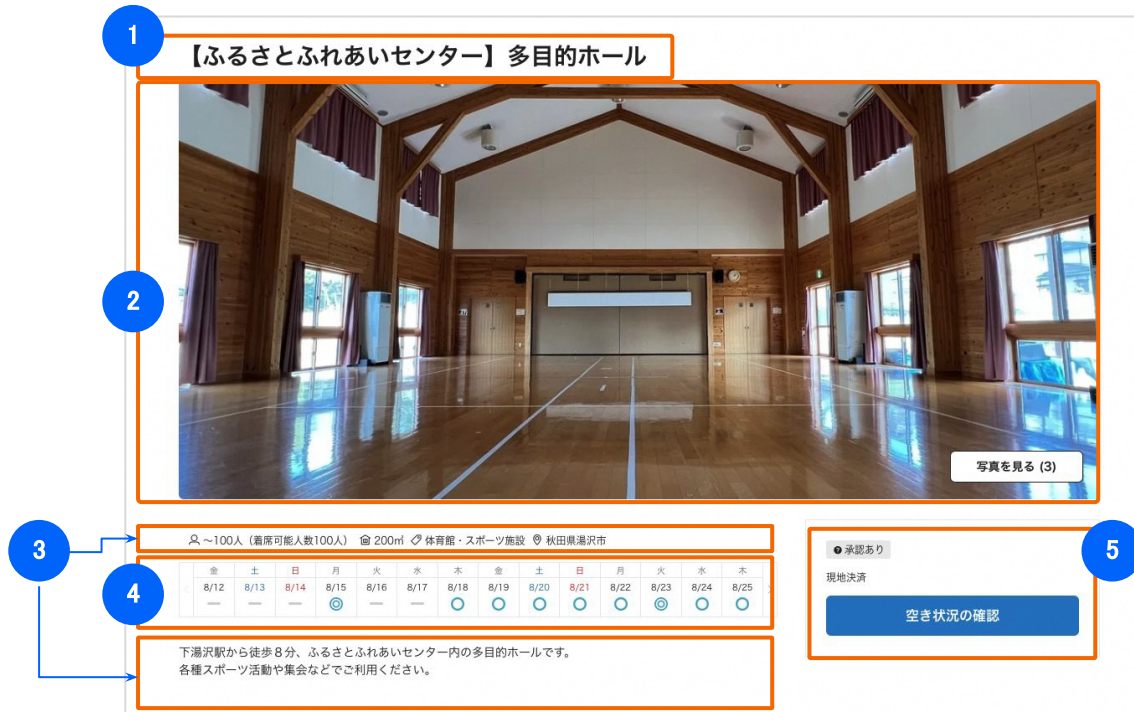 1
【ふるさとふれあいセンター】多目的ホール
2
写真を見る (3)
3
～100人（着席可能人数100人） 200㎡ 体育館・スポーツ施設 秋田県湯沢市
4
金 土 日 月 火 水 木 金 土 日 月 火 水 木
8/12 8/13 8/14 8/15 8/16 8/17 8/18 8/19 8/20 8/21 8/22 8/23 8/24 8/25
ー ー ー ◎ ー ー ○ ○ ○ ○ ○ ◎ ○ ○
下湯沢駅から徒歩８分、ふるさとふれあいセンター内の多目的ホールです。
各種スポーツ活動や集会などでご利用ください。
5
承認あり
現地決済
空き状況の確認